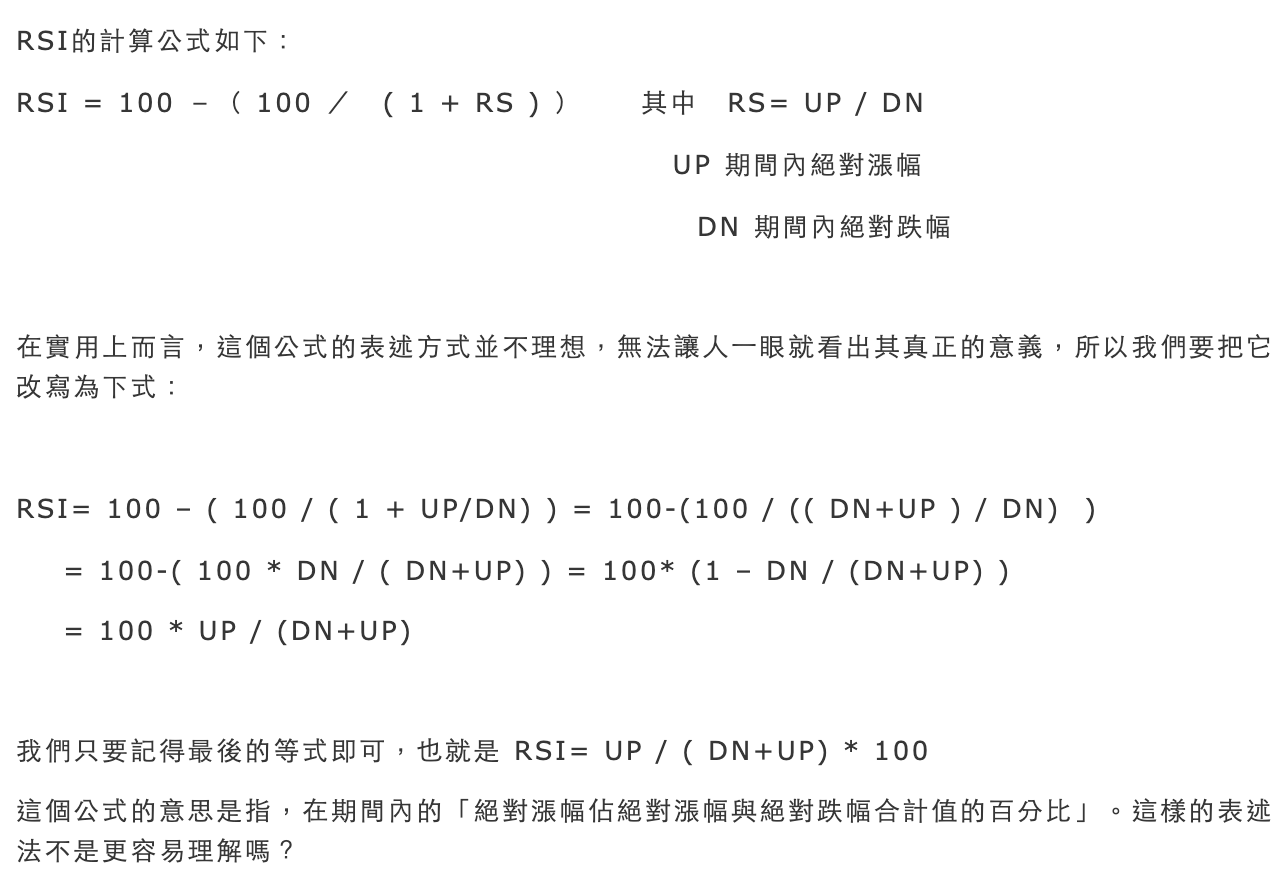 RSI的計算公式如下：
RSI = 100 – （ 100 ／ ( 1 + RS ) ） 其中 RS= UP / DN
UP 期間內絕對漲幅
DN 期間內絕對跌幅
在實用上而言，這個公式的表述方式並不理想，無法讓人一眼就看出其真正的意義，所以我們要把它
改寫為下式：
RSI= 100 – ( 100 / ( 1 + UP/DN) ) = 100-(100 / (( DN+UP ) / DN) )
= 100-( 100 * DN / ( DN+UP) ) = 100* (1 – DN / (DN+UP) )
= 100 * UP / (DN+UP)
我們只要記得最後的等式即可，也就是 RSI= UP / ( DN+UP) * 100
這個公式的意思是指，在期間內的「絕對漲幅佔絕對漲幅與絕對跌幅合計值的百分比」。這樣的表述
法不是更容易理解嗎？